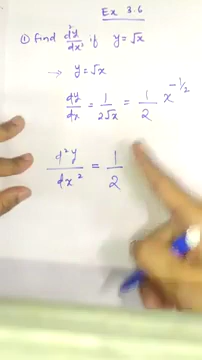 Ex 3.6
① Find d²y/dx² if y = √x
→ y = √x
dy/dx = 1/2√x = 1/2 x^-1/2
d²y/dx² = 1/2